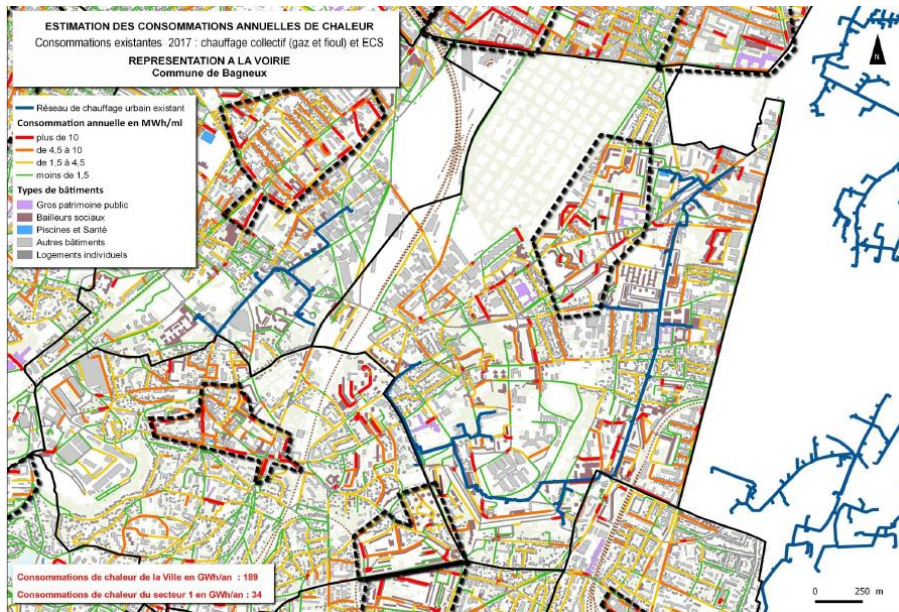 ESTIMATION DES CONSOMMATIONS ANNUELLES DE CHALEUR
Consommations existantes 2017 : chauffage collectif (gaz et fioul) et ECS
REPRESENTATION A LA VOIRIE
Commune de Bagneux
N
Réseau de chauffage urbain existant
Consommation annuelle en MWh/ml
plus de 10
de 4,5 à 10
de 1,5 à 4,5
moins de 1,5
Types de bâtiments
Gros patrimoine public
Bailleurs sociaux
Piscines et Santé
Autres bâtiments
Logements individuels
1
Consommations de chaleur de la Ville en GWh/an : 189
Consommations de chaleur du secteur 1 en GWh/an : 34
0 250 m